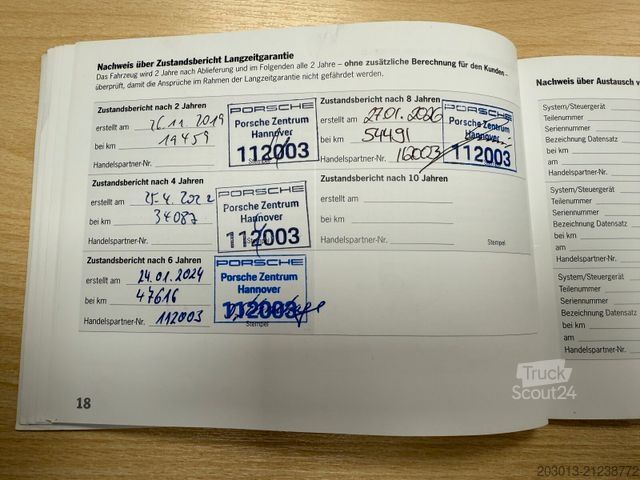 Nachweis über Zustandsbericht Langzeitgarantie
Das Fahrzeug wird 2 Jahre nach Ablieferung und im Folgenden alle 2 Jahre – ohne zusätzliche Berechnung für den Kunden –
überprüft, damit die Ansprüche im Rahmen der Langzeitgarantie nicht gefährdet werden.
Zustandsbericht nach 2 Jahren
erstellt am 26.11.2019
bei km 19459
Handelspartner-Nr.
PORSCHE
Porsche Zentrum
Hannover
112003
Stempel
Zustandsbericht nach 4 Jahren
erstellt am 25.4.2022
bei km 34087
Handelspartner-Nr.
PORSCHE
Porsche Zentrum
Hannover
112003
Stempel
Zustandsbericht nach 6 Jahren
erstellt am 24.01.2024
bei km 47616
Handelspartner-Nr. 112003
PORSCHE
Porsche Zentrum
Hannover
112003
Stempel
Zustandsbericht nach 8 Jahren
erstellt am 27.01.2026
bei km 54491
Handelspartner-Nr. 112003
PORSCHE
Porsche Zentrum
Hannover
112003
Zustandsbericht nach 10 Jahren
erstellt am
bei km
Handelspartner-Nr.
Stempel
18
Nachweis über Austausch
System/Steuergerät
Teilenummer
Seriennummer
Bezeichnung Datensatz
bei km
am
Handelspartner-Nr.
System/Steuergerät
Teilenummer
Seriennummer
Bezeichnung Datensatz
bei km
am
Handelspartner-Nr.
System/Steuergerät
Teilenummer
Seriennummer
Bezeichnung Datensatz
bei km
am
Handelspartner-Nr.
Truck
Scout24
203013-21238772